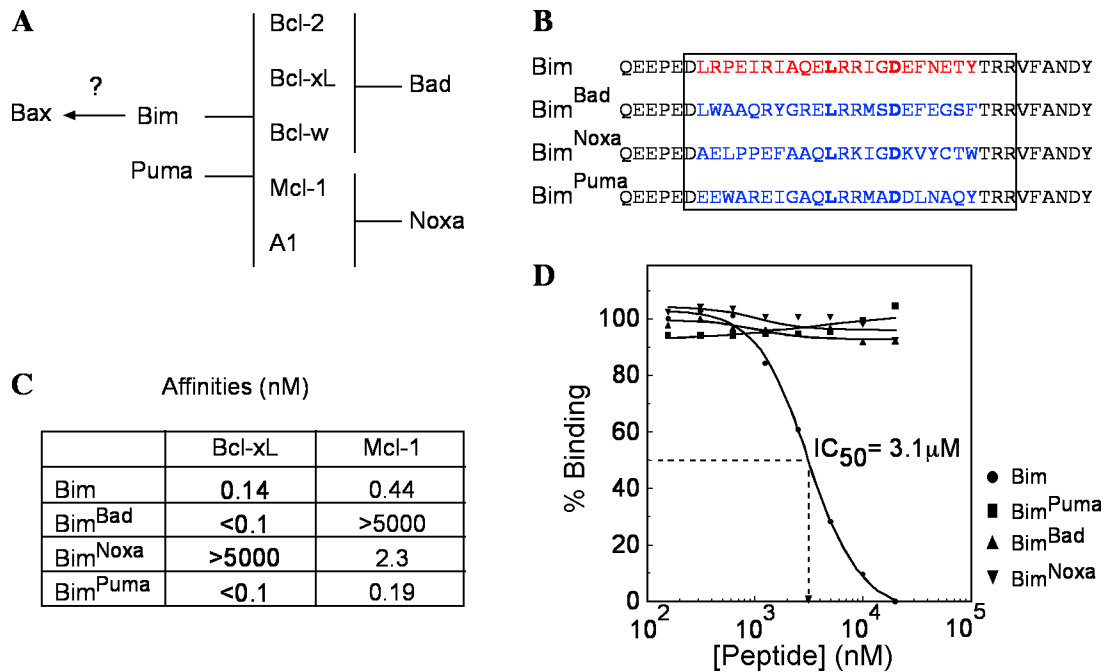 A
Bcl-2
Bcl-xL
Bcl-w
Mcl-1
A1
Bad
Noxa
?
Bax
Bim
Puma
B
Bim QEEPEDLRPEIRIAQELRRIGDEFNETYTRRVFANDY
Bim^Bad QEEPEDLWAAQRYGRELRRMSDEFEGSFTRRVFANDY
Bim^Noxa QEEPEDAELPPEFAAQLRKIGDKVYCTWTRRVFANDY
Bim^Puma QEEPEDEEWAREIGAQLRRMADDLNAQYTRRVFANDY
C
Affinities (nM)
Bcl-xL Mcl-1
Bim 0.14 0.44
Bim^Bad <0.1 >5000
Bim^Noxa >5000 2.3
Bim^Puma <0.1 0.19
D
% Binding
100
80
60
40
20
0
IC50= 3.1μM
10^2 10^3 10^4 10^5
[Peptide] (nM)
Bim
Bim^Puma
Bim^Bad
Bim^Noxa